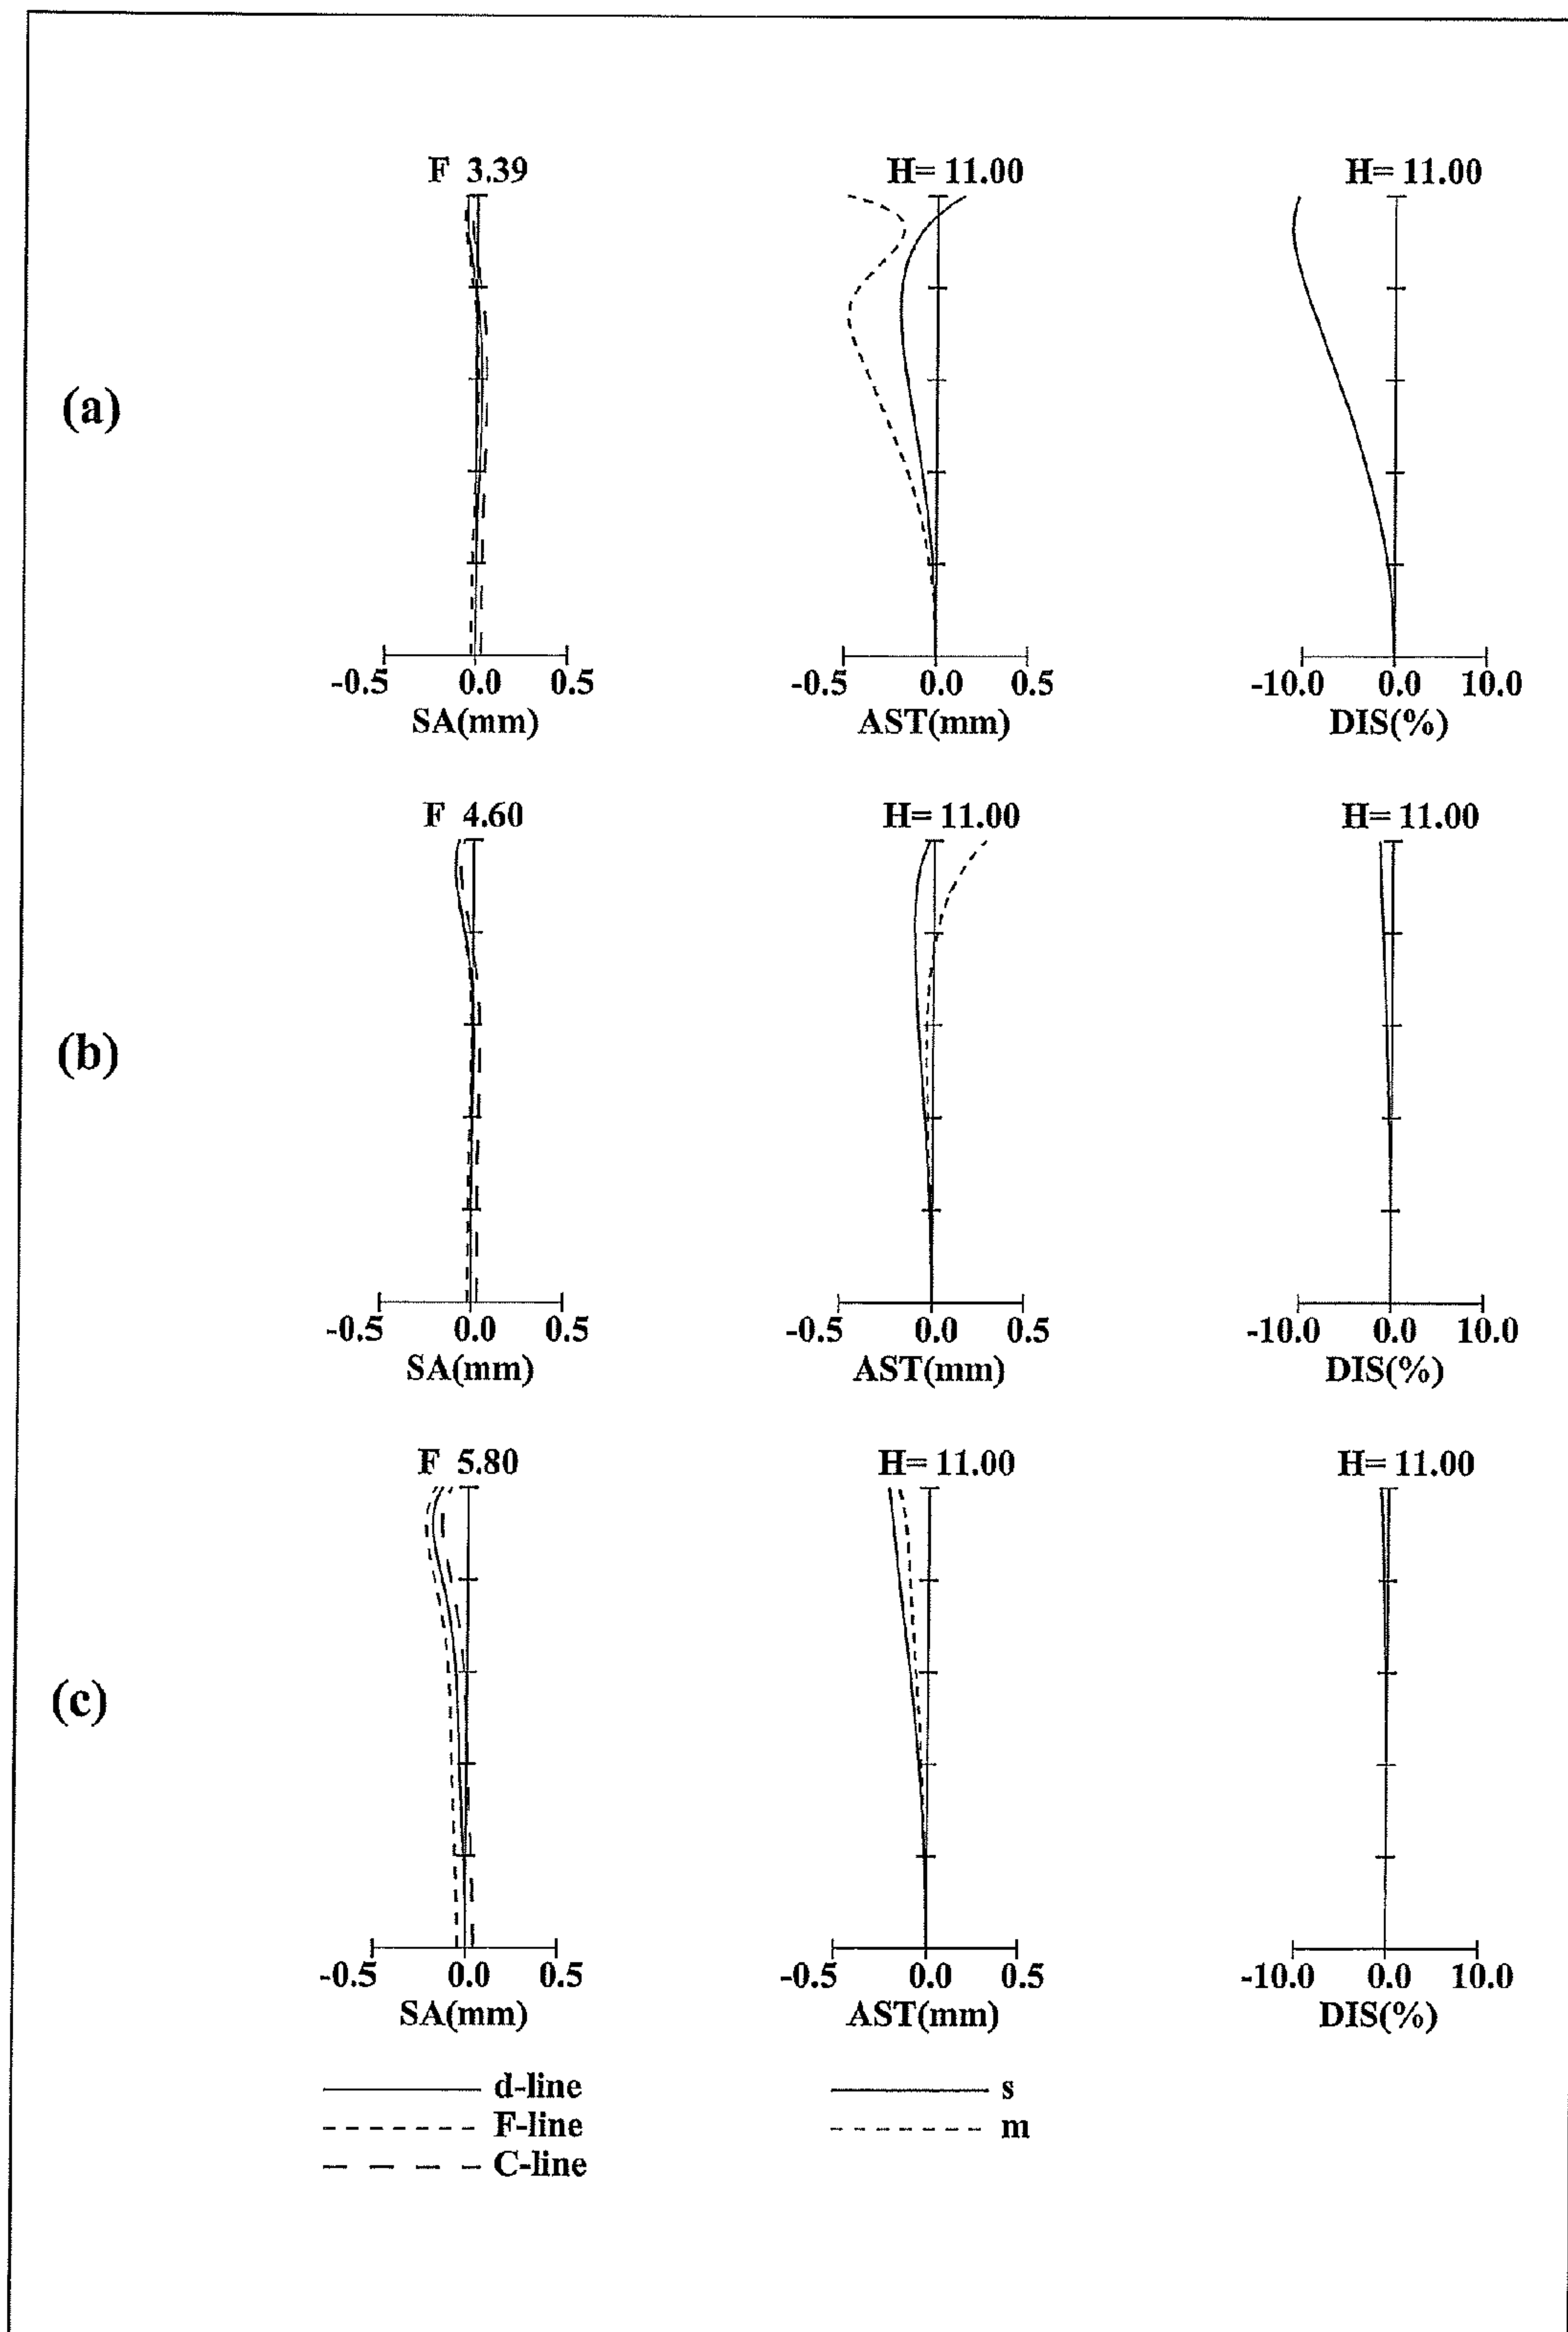 F 3.39 H= 11.00 H= 11.00
(a)
-0.5 0.0 0.5 -0.5 0.0 0.5 -10.0 0.0 10.0
SA(mm) AST(mm) DIS(%)
F 4.60 H= 11.00 H= 11.00
(b)
-0.5 0.0 0.5 -0.5 0.0 0.5 -10.0 0.0 10.0
SA(mm) AST(mm) DIS(%)
F 5.80 H= 11.00 H= 11.00
(c)
-0.5 0.0 0.5 -0.5 0.0 0.5 -10.0 0.0 10.0
SA(mm) AST(mm) DIS(%)
d-line s
F-line m
C-line